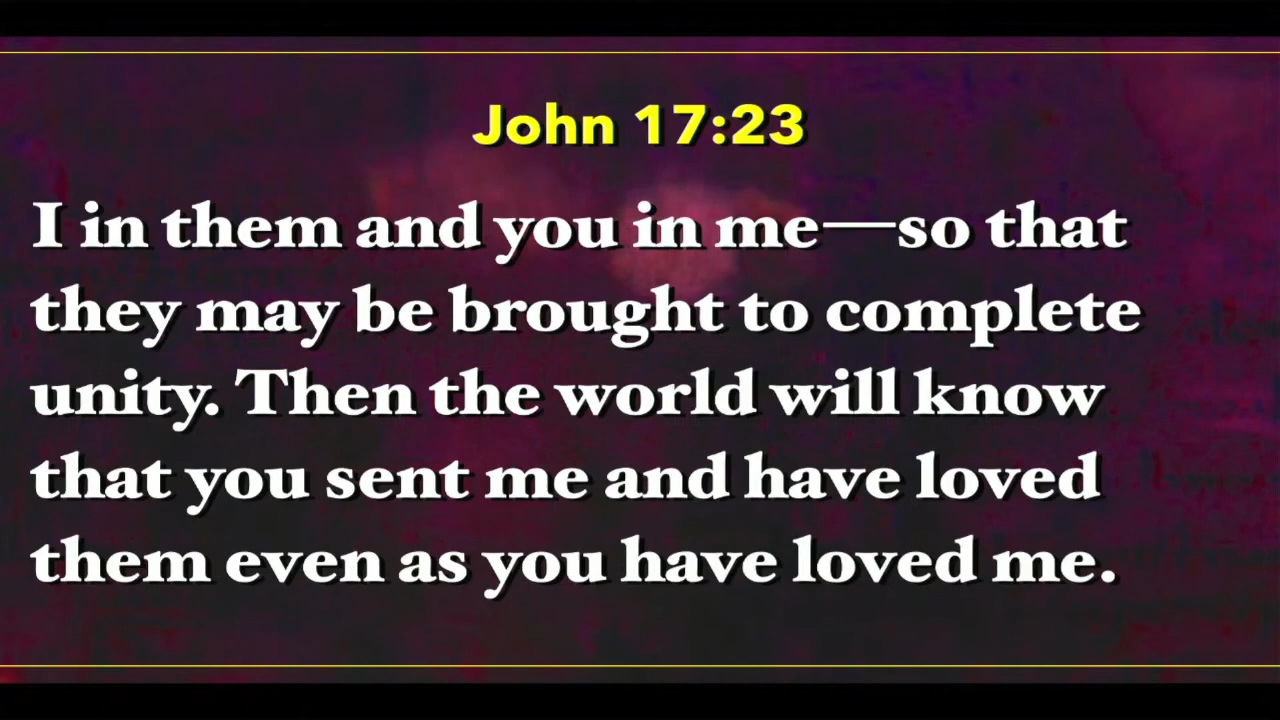 John 17:23
I in them and you in me—so that
they may be brought to complete
unity. Then the world will know
that you sent me and have loved
them even as you have loved me.